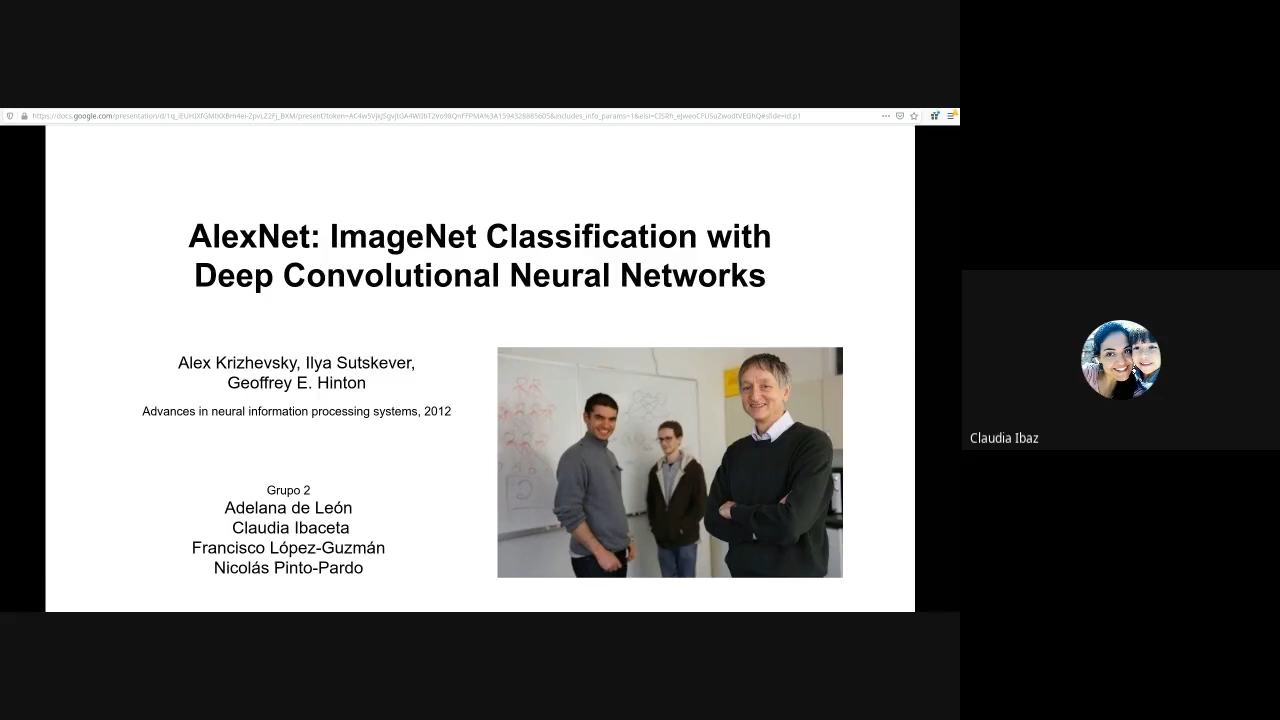 AlexNet: ImageNet Classification with
Deep Convolutional Neural Networks
Alex Krizhevsky, Ilya Sutskever,
Geoffrey E. Hinton
Advances in neural information processing systems, 2012
Grupo 2
Adelana de León
Claudia Ibaceta
Francisco López-Guzmán
Nicolás Pinto-Pardo
Claudia Ibaz